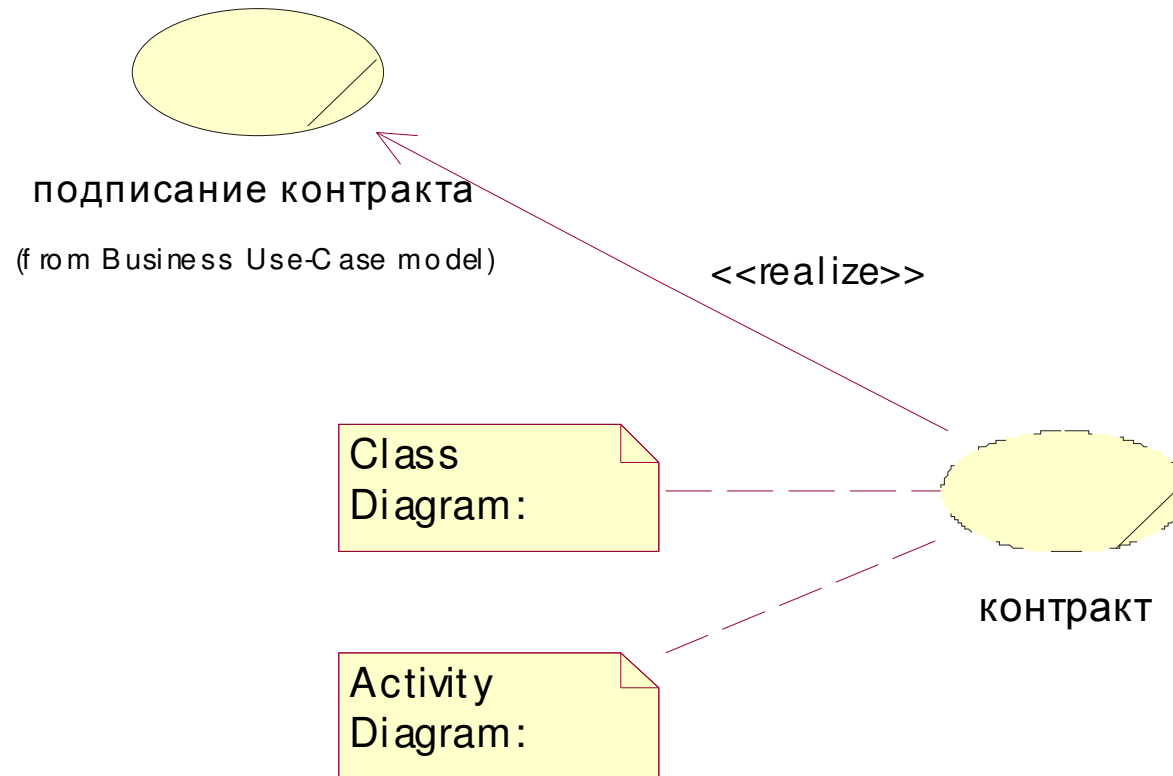 подписание контракта
(from Business Use-Case model)
<<realize>>
Class
Diagram:
контракт
Activity
Diagram: